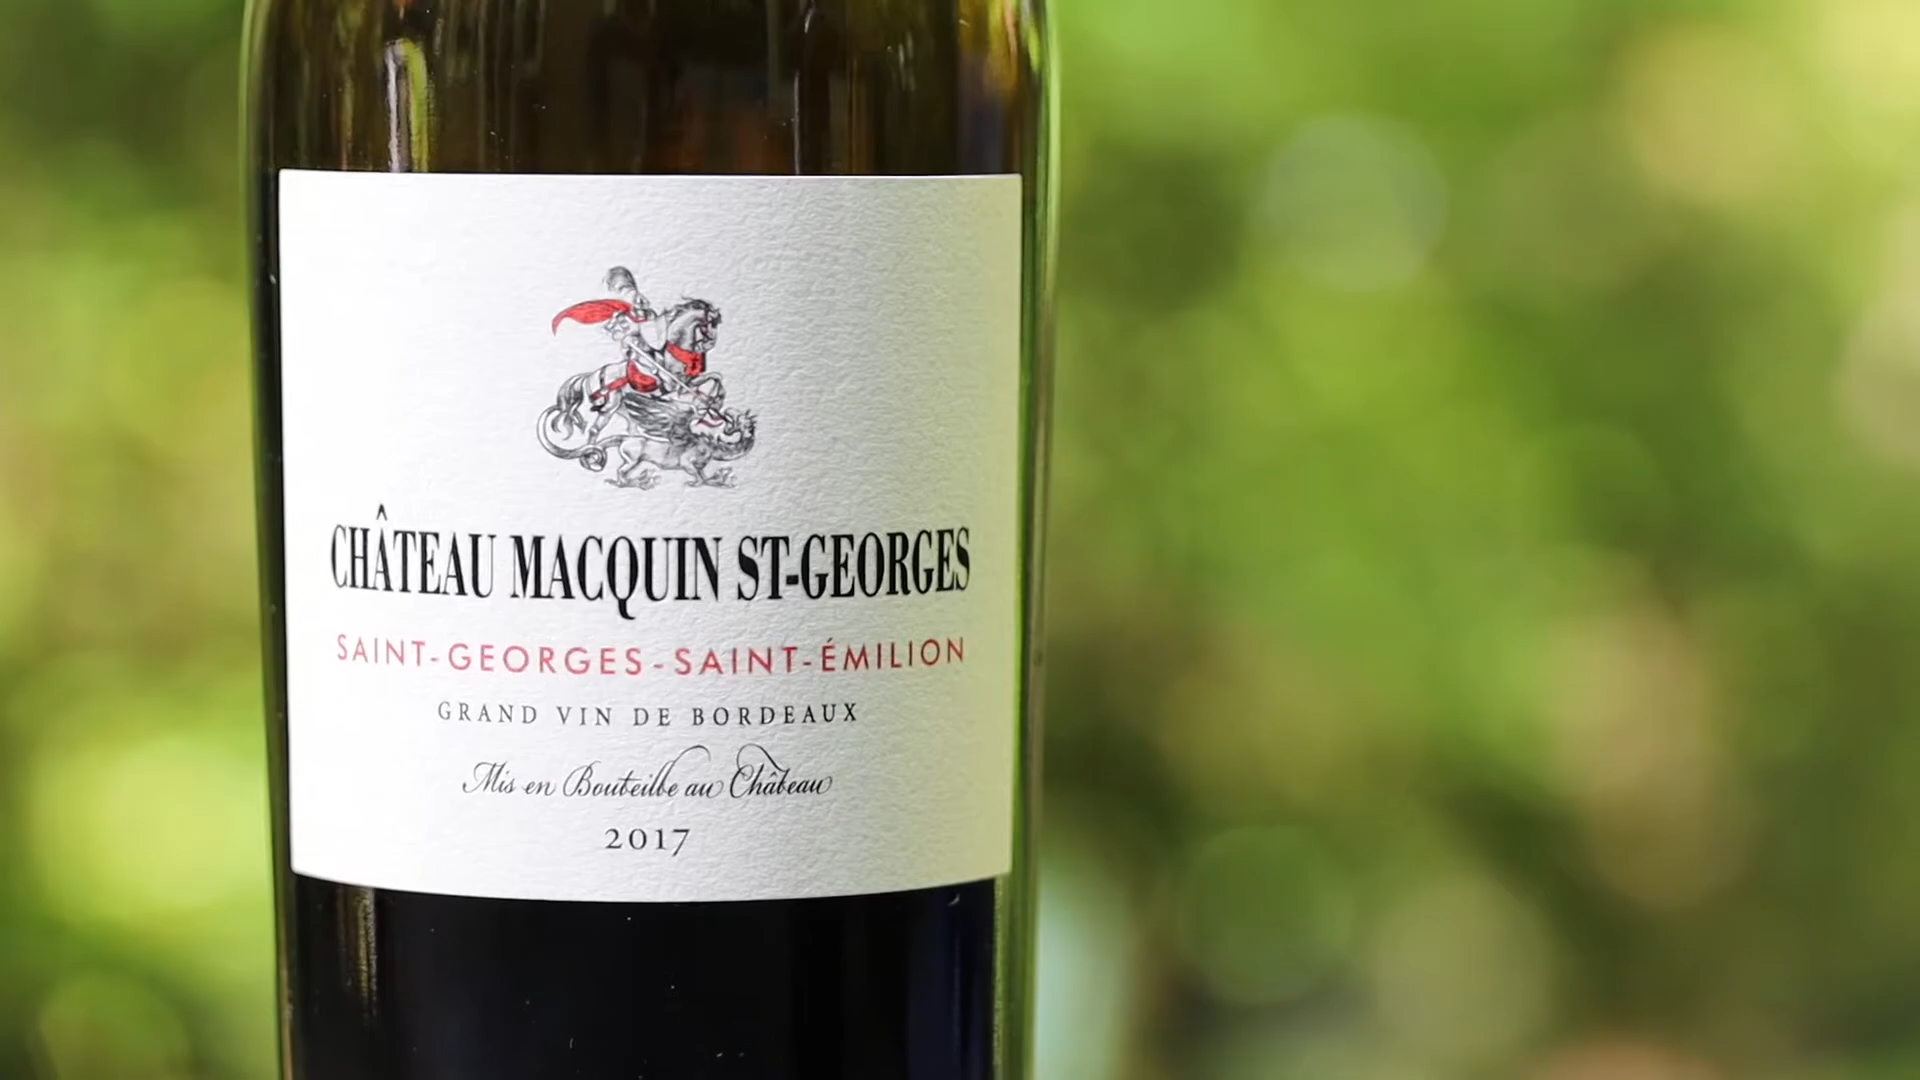 CHÂTEAU MACQUIN ST-GEORGES
SAINT-GEORGES-SAINT-ÉMILION
GRAND VIN DE BORDEAUX
Mis en Bouteille au Château
2017